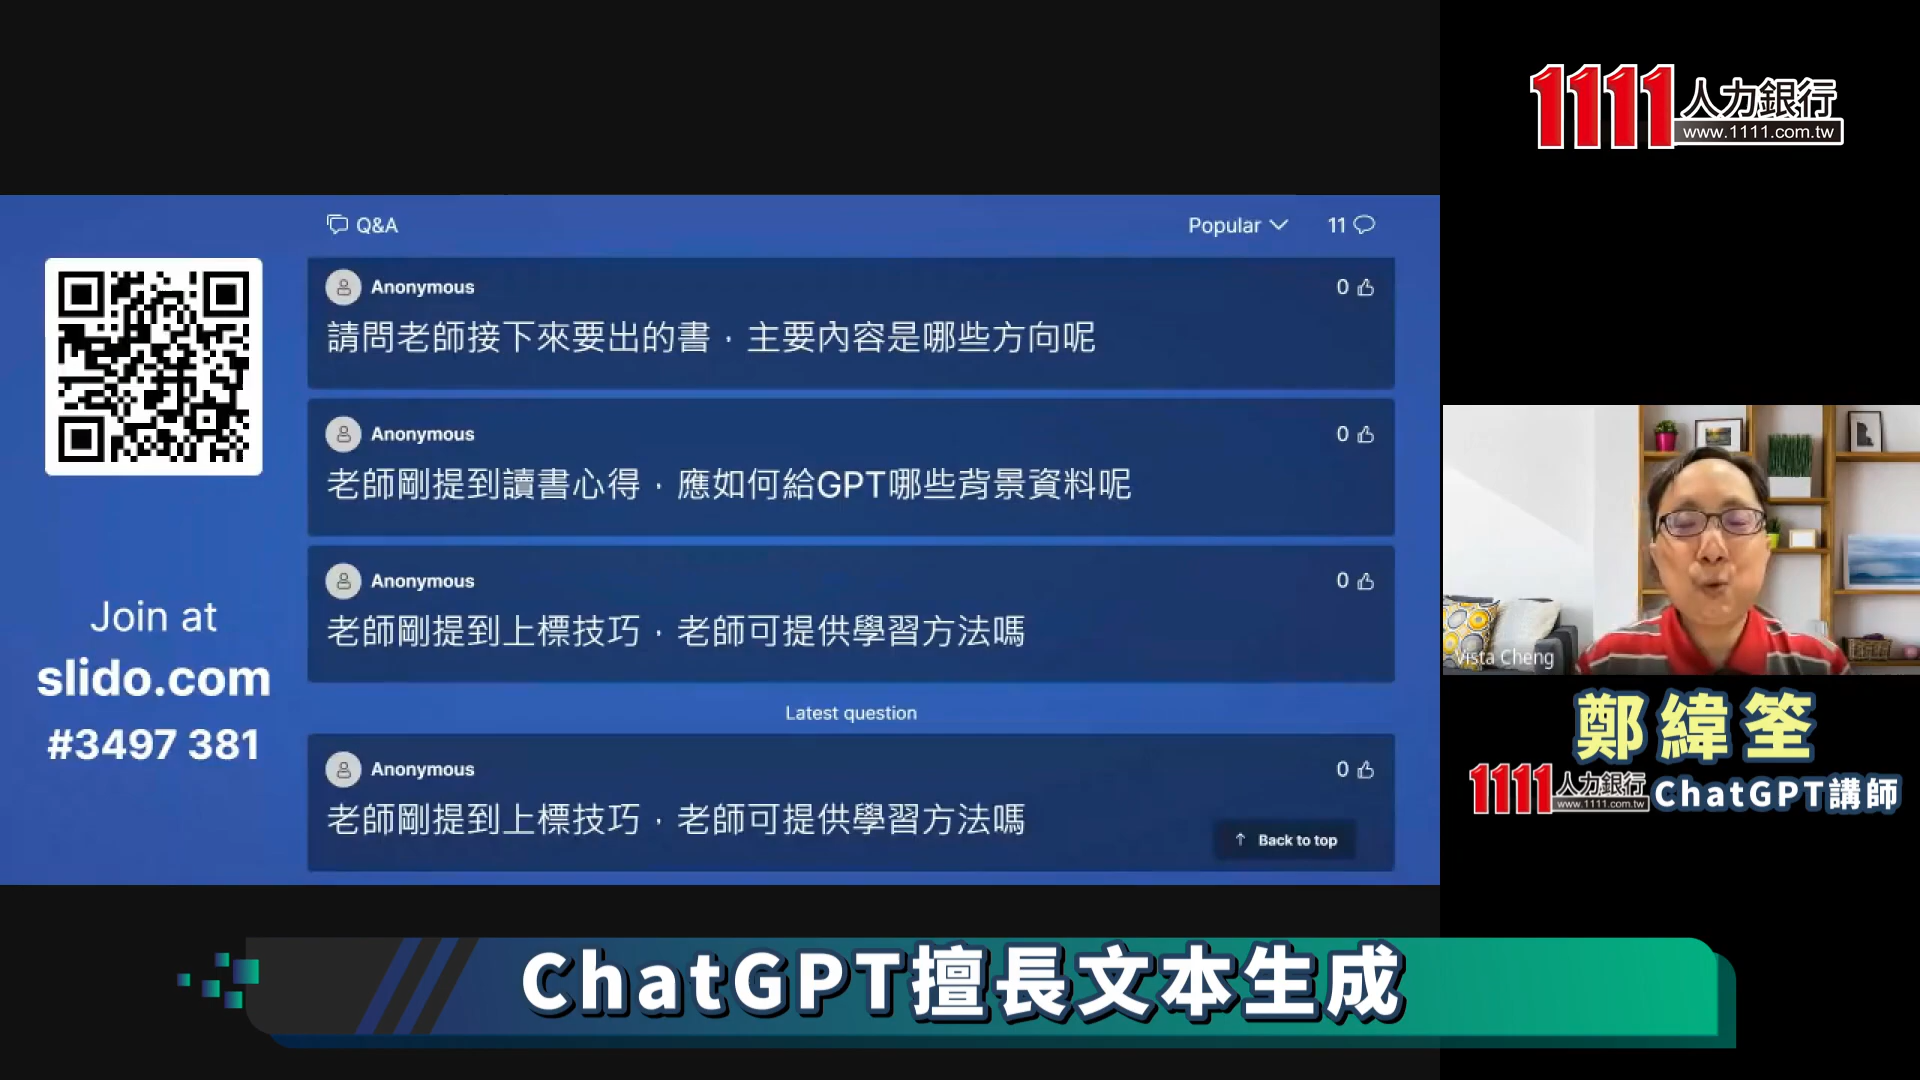 Q&A
Popular
11
Anonymous
0
請問老師接下來要出的書，主要內容是哪些方向呢
Anonymous
0
老師剛提到讀書心得，應如何給GPT哪些背景資料呢
Anonymous
0
老師剛提到上標技巧，老師可提供學習方法嗎
Latest question
Anonymous
0
老師剛提到上標技巧，老師可提供學習方法嗎
↑ Back to top
Join at
slido.com
#3497 381
1111人力銀行
www.1111.com.tw
Vista Cheng
鄭緯筌
1111人力銀行
www.1111.com.tw
ChatGPT講師
ChatGPT擅長文本生成